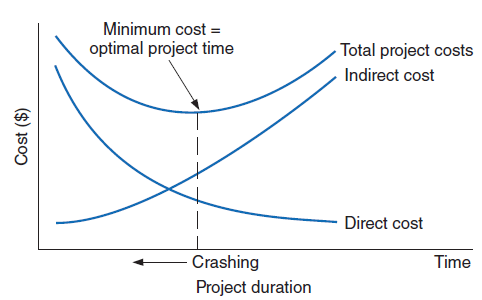 Minimum cost =
optimal project time
Total project costs
Indirect cost
Cost ($)
Direct cost
Crashing
Time
Project duration